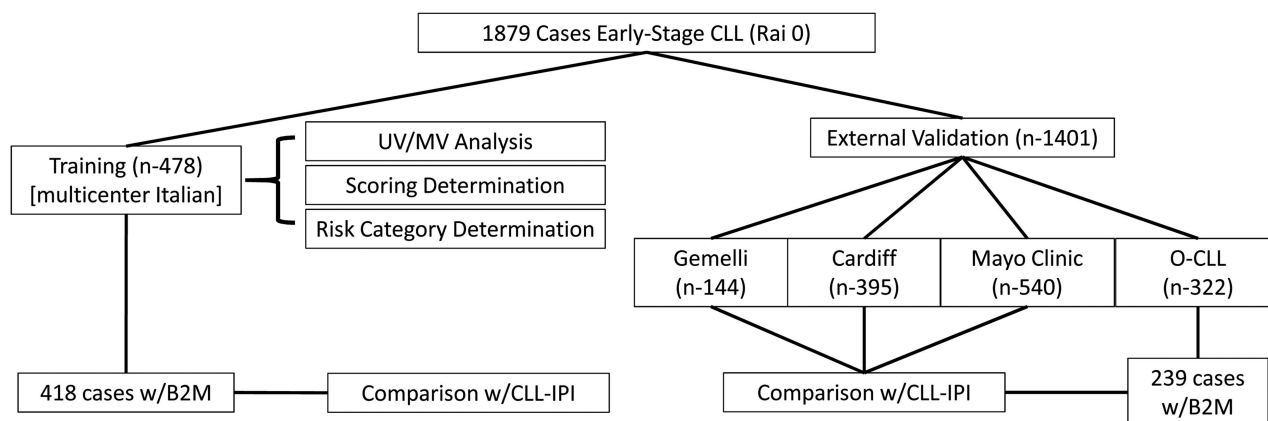 1879 Cases Early-Stage CLL (Rai 0)
Training (n-478)
[multicenter Italian]
UV/MV Analysis
Scoring Determination
Risk Category Determination
External Validation (n-1401)
Gemelli
(n-144)
Cardiff
(n-395)
Mayo Clinic
(n-540)
O-CLL
(n-322)
418 cases w/B2M
Comparison w/CLL-IPI
Comparison w/CLL-IPI
239 cases
w/B2M